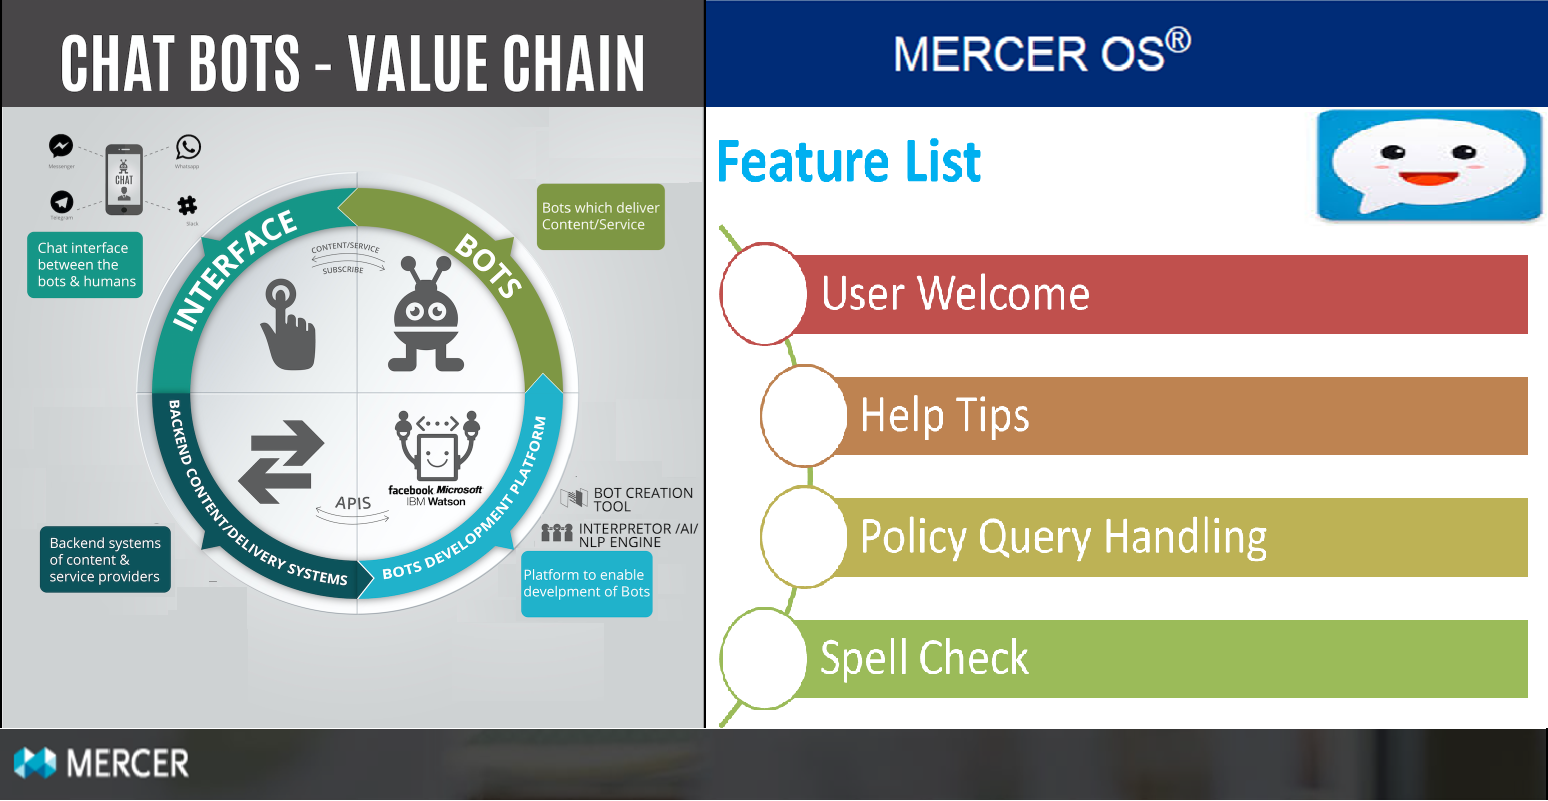 CHAT BOTS - VALUE CHAIN
Messenger
Whatsapp
CHAT
Telegram
Slack
Chat interface
between the
bots & humans
INTERFACE
BOTS
Bots which deliver
Content/Service
CONTENT/SERVICE
SUBSCRIBE
BACKEND CONTENT/DELIVERY SYSTEMS
BOTS DEVELOPMENT PLATFORM
facebook Microsoft
IBM Watson
APIS
BOT CREATION
TOOL
INTERPRETOR /AI/
NLP ENGINE
Backend systems
of content &
service providers
Platform to enable
develpment of Bots
MERCER OS®
Feature List
User Welcome
Help Tips
Policy Query Handling
Spell Check
MERCER